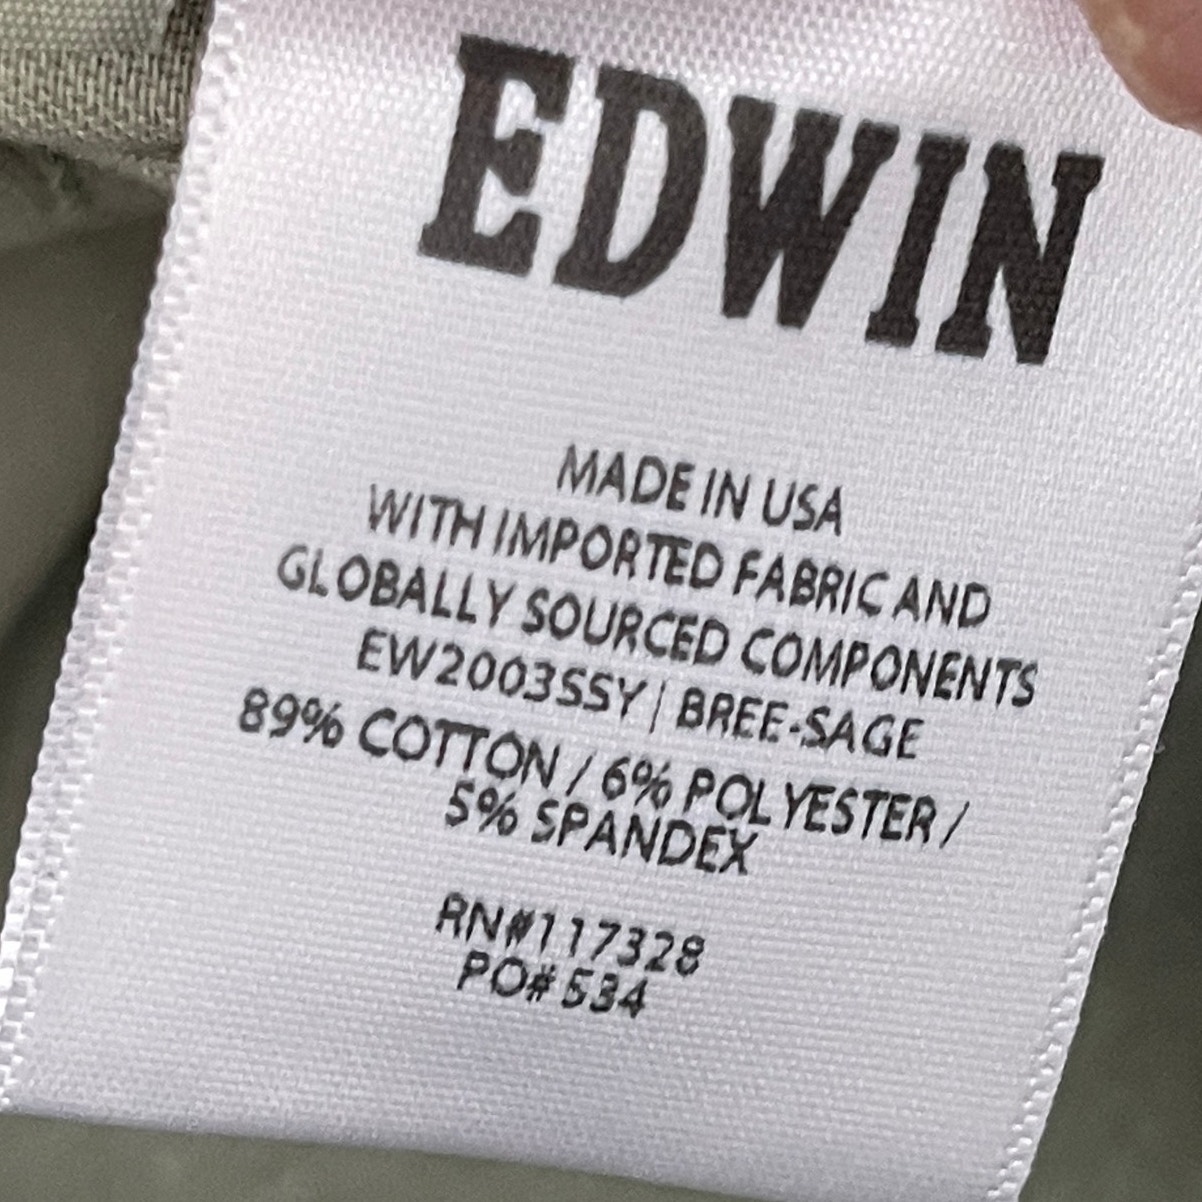 EDWIN
MADE IN USA
WITH IMPORTED FABRIC AND
GLOBALLY SOURCED COMPONENTS
EW2003SSY | BREE-SAGE
89% COTTON / 6% POLYESTER /
5% SPANDEX
RN#117328
PO# 534